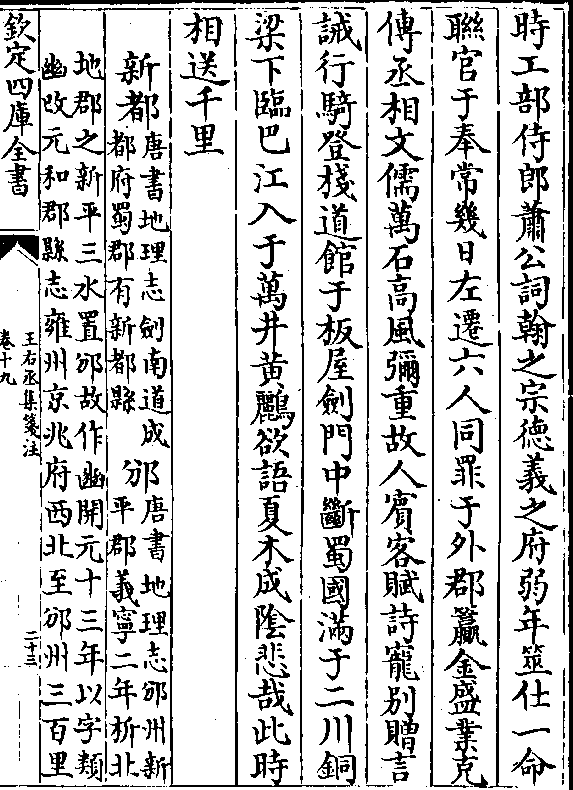 時工部侍郎蕭公詞翰之宗德義之府弱年筮仕一命
聯官于奉常幾日左遷六人同罪于外郡籯金盛業克
傳丞相文儒萬石高風彌重故人賓客賦詩寵别贈言
誡行騎登棧道館于板屋劍門中斷蜀國滿于二川銅
梁下臨巴江入于萬井黄鸝欲語夏木成陰悲哉此時
相送千里
新都唐書地理志劍南道成
都府蜀郡有新都縣
邠唐書地理志邠州新
平郡義寧二年析北
地郡之新平三水置邠故作豳開元十三年以字類
幽改元和郡縣志雍州京兆府西北至邠州三百里
欽定四庫全書
王右丞集箋注
卷十九
二十三